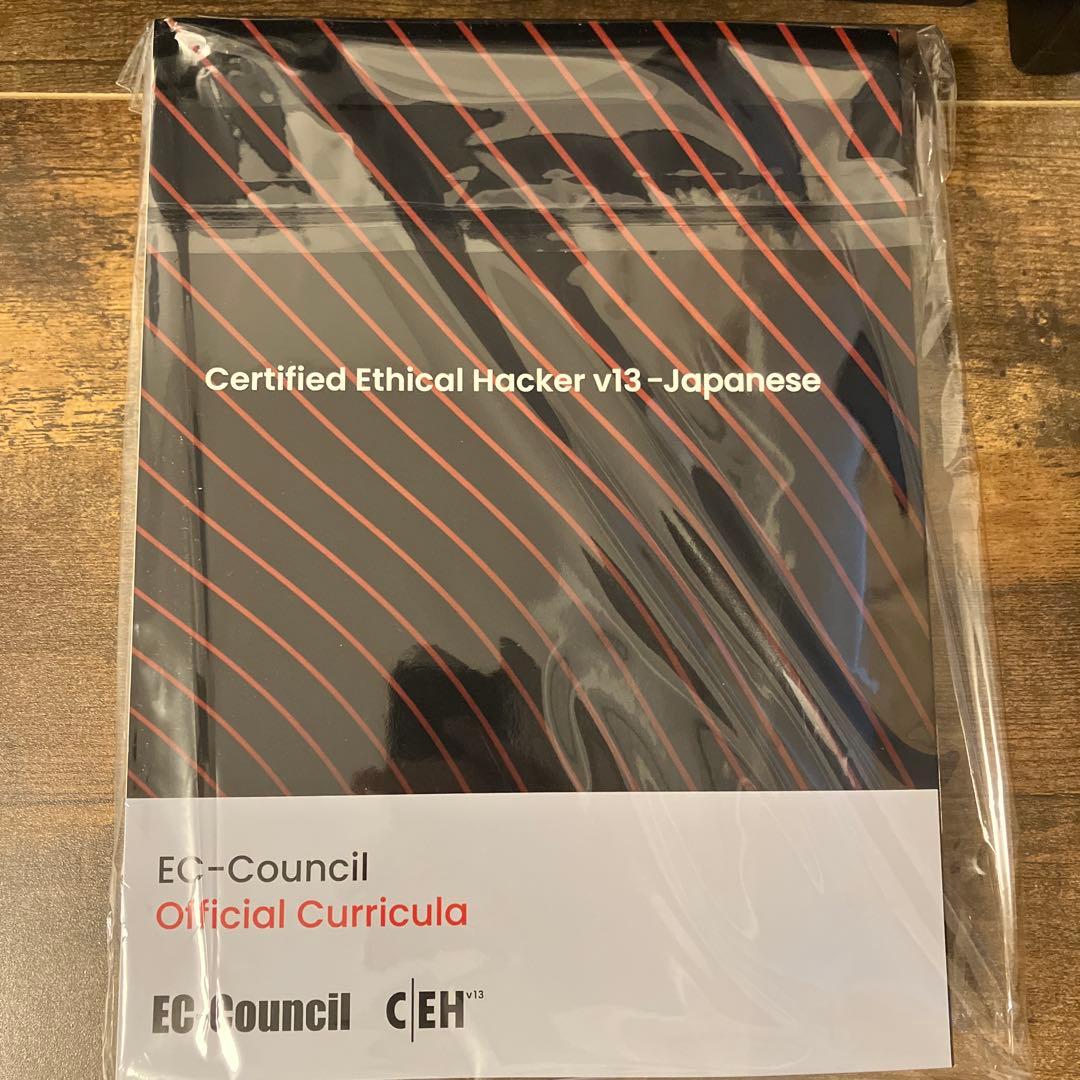 Certified Ethical Hacker v13 -Japanese
EC-Council
Official Curricula
EC-Council C|EH v13